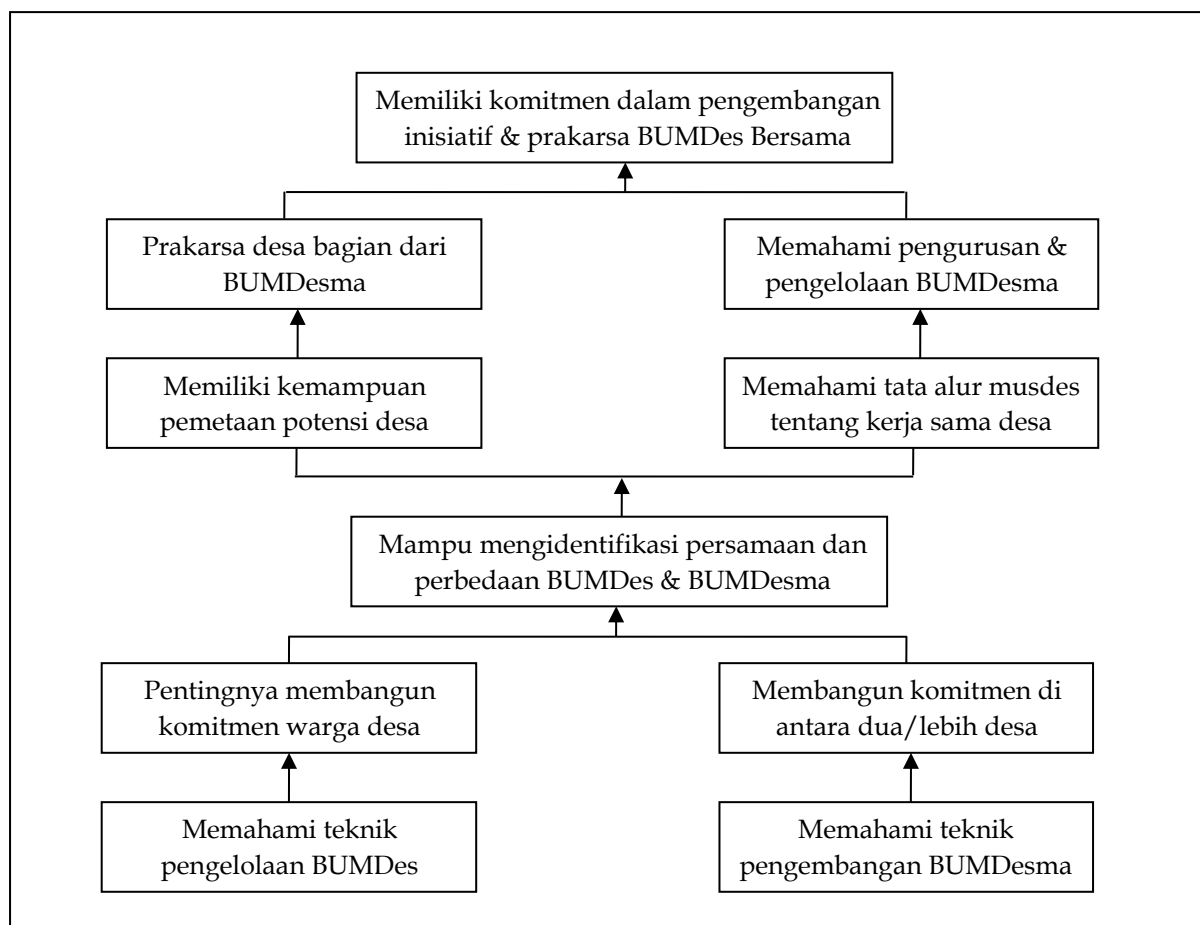 Memiliki komitmen dalam pengembangan
inisiatif & prakarsa BUMDes Bersama
Prakarsa desa bagian dari
BUMDesma
Memahami pengurusan &
pengelolaan BUMDesma
Memiliki kemampuan
pemetaan potensi desa
Memahami tata alur musdes
tentang kerja sama desa
Mampu mengidentifikasi persamaan dan
perbedaan BUMDes & BUMDesma
Pentingnya membangun
komitmen warga desa
Membangun komitmen di
antara dua/lebih desa
Memahami teknik
pengelolaan BUMDes
Memahami teknik
pengembangan BUMDesma